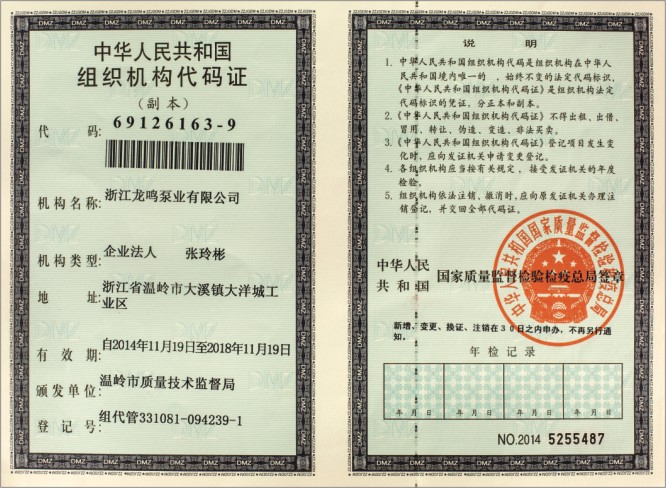 中华人民共和国
组织机构代码证
(副本)
代 码: 69126163-9
机构名称: 浙江龙鸣泵业有限公司
机构类型: 企业法人 张玲彬
地 址: 浙江省温岭市大溪镇大洋城工
业区
有 效 期 自2014年11月19日至2018年11月19日
颁发单位: 温岭市质量技术监督局
登 记 号: 组代管331081-094239-1
说 明
1. 中华人民共和国组织机构代码是组织机构在中华人
民共和国境内唯一的、始终不变的法定代码标识,
《中华人民共和国组织机构代码证》是组织机构法定
代码标识的凭证,分正本和副本。
2.《中华人民共和国组织机构代码证》不得出租、出借、
冒用、转让、伪造、变造、非法买卖。
3.《中华人民共和国组织机构代码证》登记项目发生变
化时,应向发证机关申请变更登记。
4. 各组织机构应当按有关规定,接受发证机关的年度
检验。
5. 组织机构依法注销、撤消时,应向原发证机关办理注
销登记,并交回全部代码证。
中华人民
共 和 国 国家质量监督检验检疫总局签章
中华人民共和国国家质量监督检验检疫总局
新增、变更、换证、注销在30日之内申办,不再另行通
知。
年检记录
年 月 日 年 月 日 年 月 日 年 月 日
NO.2014 5255487